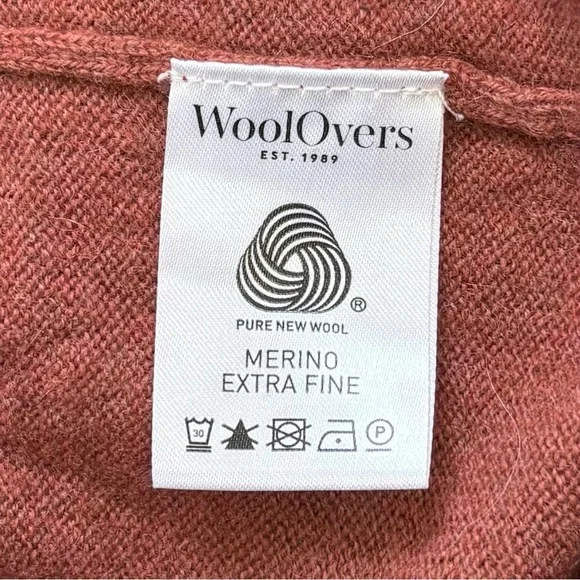 WoolOvers
EST. 1989
®
PURE NEW WOOL
MERINO
EXTRA FINE
30 P